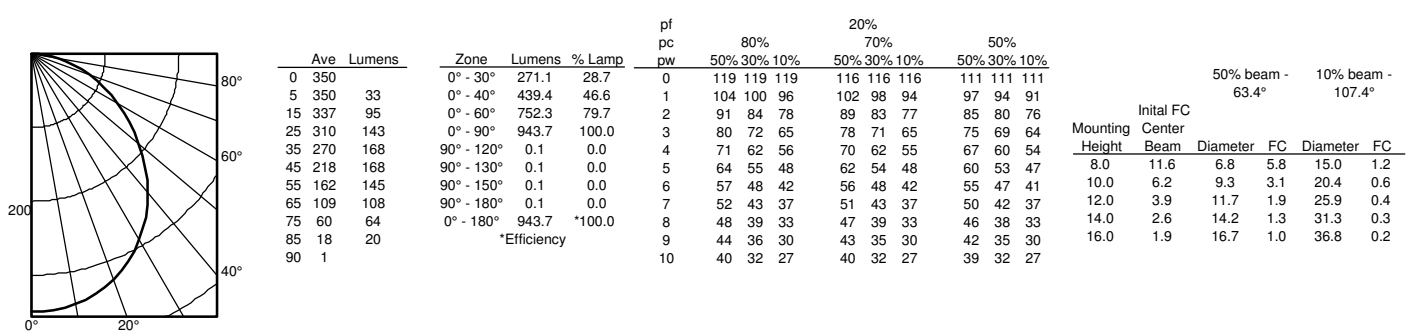 200
0° 20°
80°
60°
40°
Ave Lumens
0 350
5 350 33
15 337 95
25 310 143
35 270 168
45 218 168
55 162 145
65 109 108
75 60 64
85 18 20
90 1
Zone Lumens % Lamp
0° - 30° 271.1 28.7
0° - 40° 439.4 46.6
0° - 60° 752.3 79.7
0° - 90° 943.7 100.0
90° - 120° 0.1 0.0
90° - 130° 0.1 0.0
90° - 150° 0.1 0.0
90° - 180° 0.1 0.0
0° - 180° 943.7 *100.0
*Efficiency
pf 20%
pc 80% 70% 50%
pw 50% 30% 10% 50% 30% 10% 50% 30% 10%
0 119 119 119 116 116 116 111 111 111
1 104 100 96 102 98 94 97 94 91
2 91 84 78 89 83 77 85 80 76
3 80 72 65 78 71 65 75 69 64
4 71 62 56 70 62 55 67 60 54
5 64 55 48 62 54 48 60 53 47
6 57 48 42 56 48 42 55 47 41
7 52 43 37 51 43 37 50 42 37
8 48 39 33 47 39 33 46 38 33
9 44 36 30 43 35 30 42 35 30
10 40 32 27 40 32 27 39 32 27
50% beam - 10% beam -
63.4° 107.4°
Inital FC
Mounting Center
Height Beam Diameter FC Diameter FC
8.0 11.6 6.8 5.8 15.0 1.2
10.0 6.2 9.3 3.1 20.4 0.6
12.0 3.9 11.7 1.9 25.9 0.4
14.0 2.6 14.2 1.3 31.3 0.3
16.0 1.9 16.7 1.0 36.8 0.2